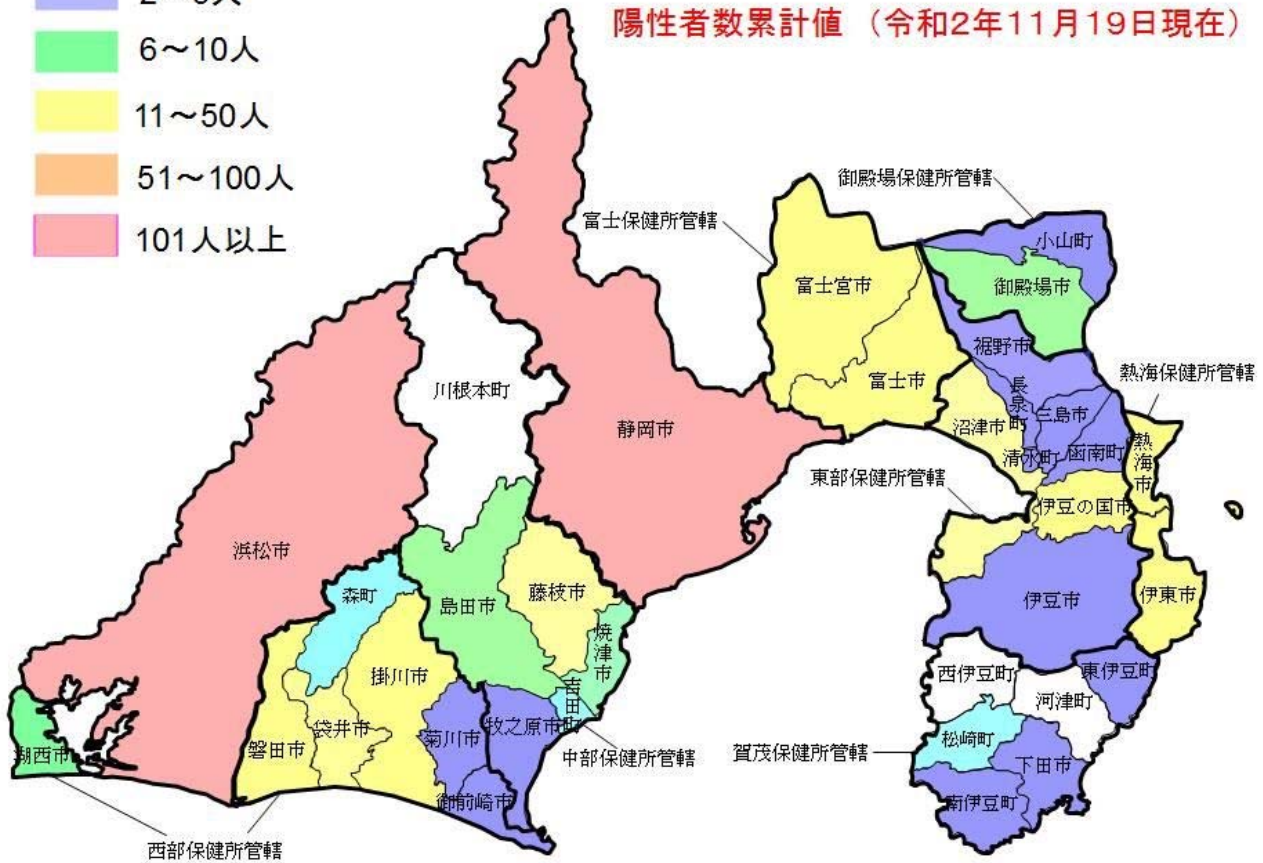 陽性者数累計値 （令和2年11月19日現在）
6～10人
11～50人
51～100人
101人以上
御殿場保健所管轄
富士保健所管轄
小山町
富士宮市
御殿場市
裾野市
熱海保健所管轄
川根本町
富士市
長泉町
三島市
静岡市
沼津市
清水町
函南町
熱海市
東部保健所管轄
伊豆の国市
浜松市
森町
島田市
藤枝市
伊豆市
伊東市
焼津市
掛川市
西伊豆町
東伊豆町
吉田町
河津町
湖西市
磐田市
袋井市
菊川市
牧之原市
中部保健所管轄
賀茂保健所管轄
松崎町
下田市
御前崎市
南伊豆町
西部保健所管轄